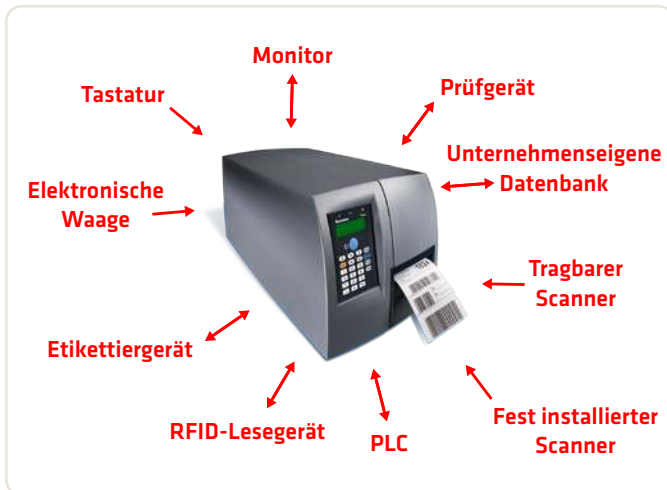 Monitor
Tastatur
Prüfgerät
Unternehmenseigene
Datenbank
Elektronische
Waage
Tragbarer
Scanner
Etikettiergerät
RFID-Lesegerät
PLC
Fest installierter
Scanner